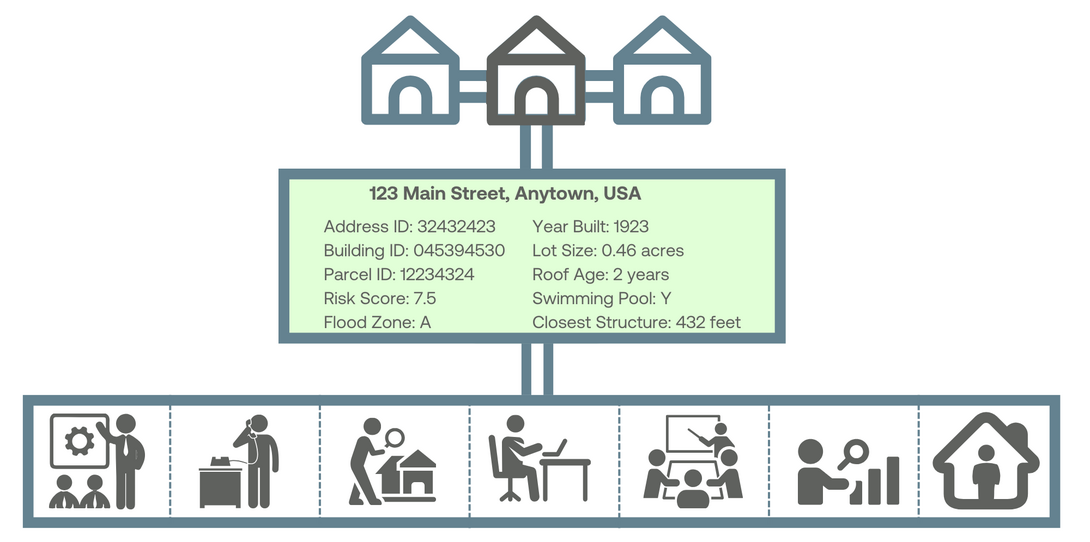 123 Main Street, Anytown, USA
Address ID: 32432423
Building ID: 045394530
Parcel ID: 12234324
Risk Score: 7.5
Flood Zone: A
Year Built: 1923
Lot Size: 0.46 acres
Roof Age: 2 years
Swimming Pool: Y
Closest Structure: 432 feet